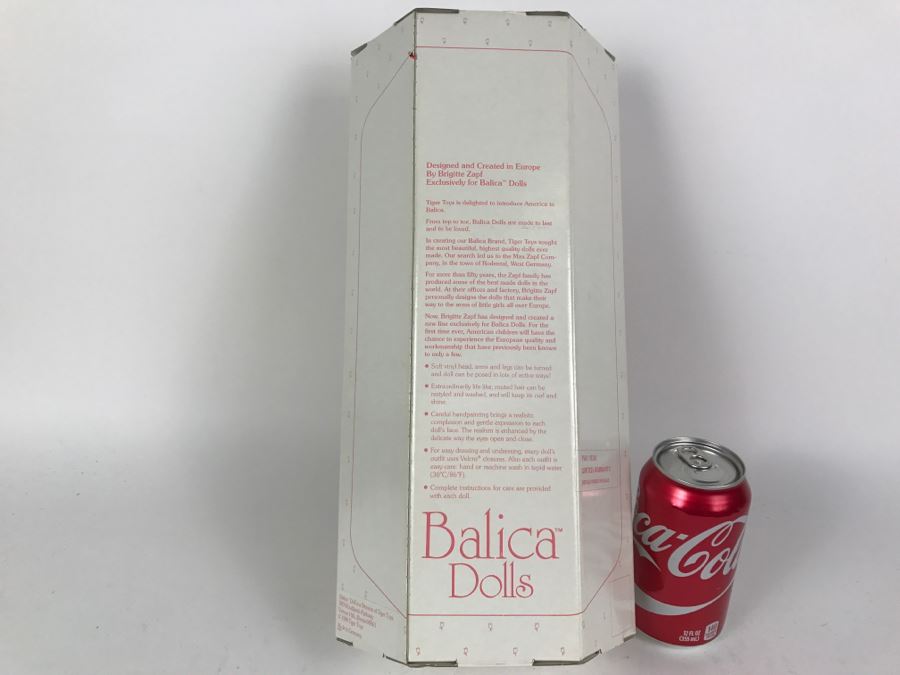 Designed and Created in Europe
By Brigitte Zapf
Exclusively for Balica™ Dolls
Tiger Toys is delighted to introduce America to
Balica.
From top to toe, Balica Dolls are made to last
and to be loved.
In creating our Balica Brand, Tiger Toys sought
the most beautiful, highest quality dolls ever
made. Our search led us to the Max Zapf Com-
pany, in the town of Rodental, West Germany.
For more than fifty years, the Zapf family has
produced some of the best made dolls in the
world. At their offices and factory, Brigitte Zapf
personally designs the dolls that make their
way to the arms of little girls all over Europe.
Now, Brigitte Zapf has designed and created a
new line exclusively for Balica Dolls. For the
first time ever, American children will have the
chance to experience the European quality and
workmanship that have previously been known
to only a few.
• Soft vinyl head, arms and legs can be turned
and doll can be posed in lots of active ways!
• Extraordinarily life like, rooted hair can be
restyled and washed, and will keep its curl and
shine.
• Careful handpainting brings a realistic
complexion and gentle expression to each
doll's face. The realism is enhanced by the
delicate way the eyes open and close.
• For easy dressing and undressing, every doll's
outfit uses Velcro® closures. Also each outfit is
easy-care: hand or machine wash in tepid water
(30°C/86°F).
• Complete instructions for care are provided
with each doll.
Balica™
Dolls
ca-Col
12 FL OZ
(355 mL)